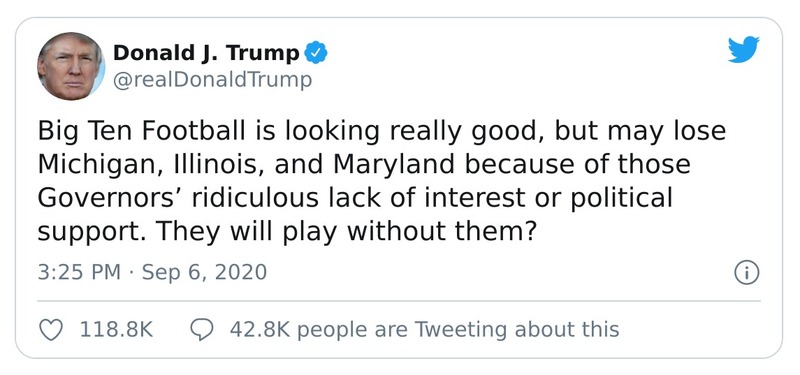 Donald J. Trump
@realDonaldTrump
Big Ten Football is looking really good, but may lose
Michigan, Illinois, and Maryland because of those
Governors’ ridiculous lack of interest or political
support. They will play without them?
3:25 PM · Sep 6, 2020
118.8K 42.8K people are Tweeting about this